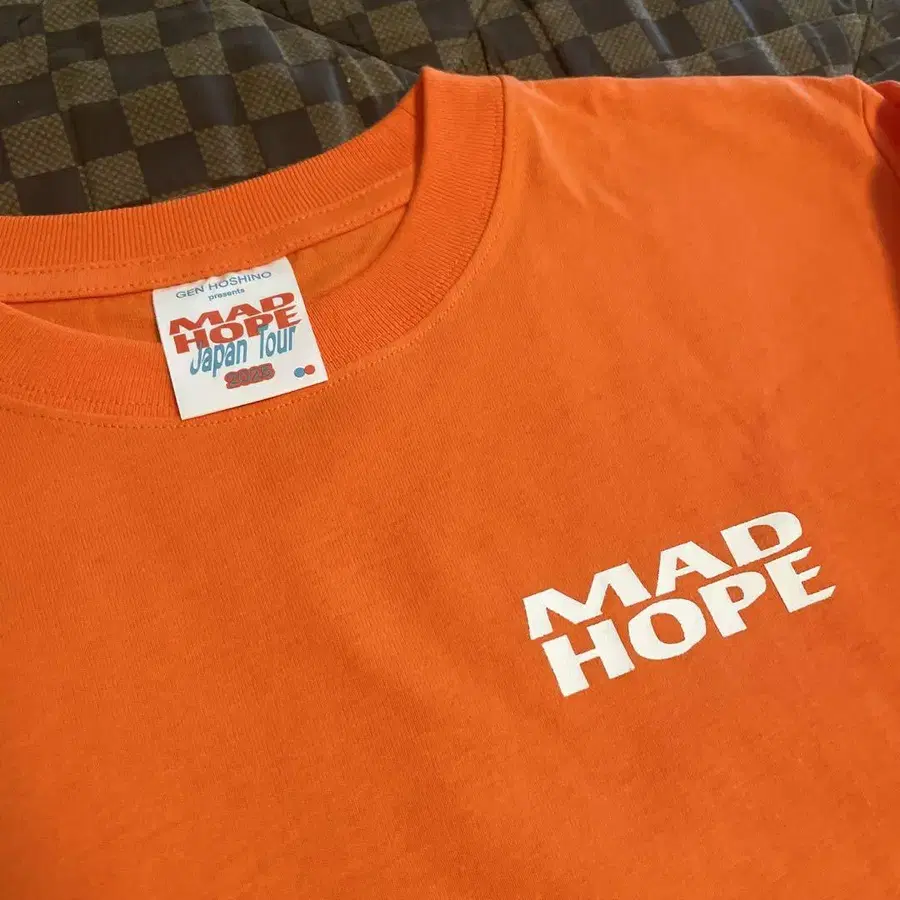 GEN HOSHINO
presents
MAD
HOPE
Japan Tour
2025
MAD
HOPE